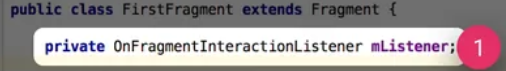 public class FirstFragment extends Fragment {
private OnFragmentInteractionListener mListener;
1